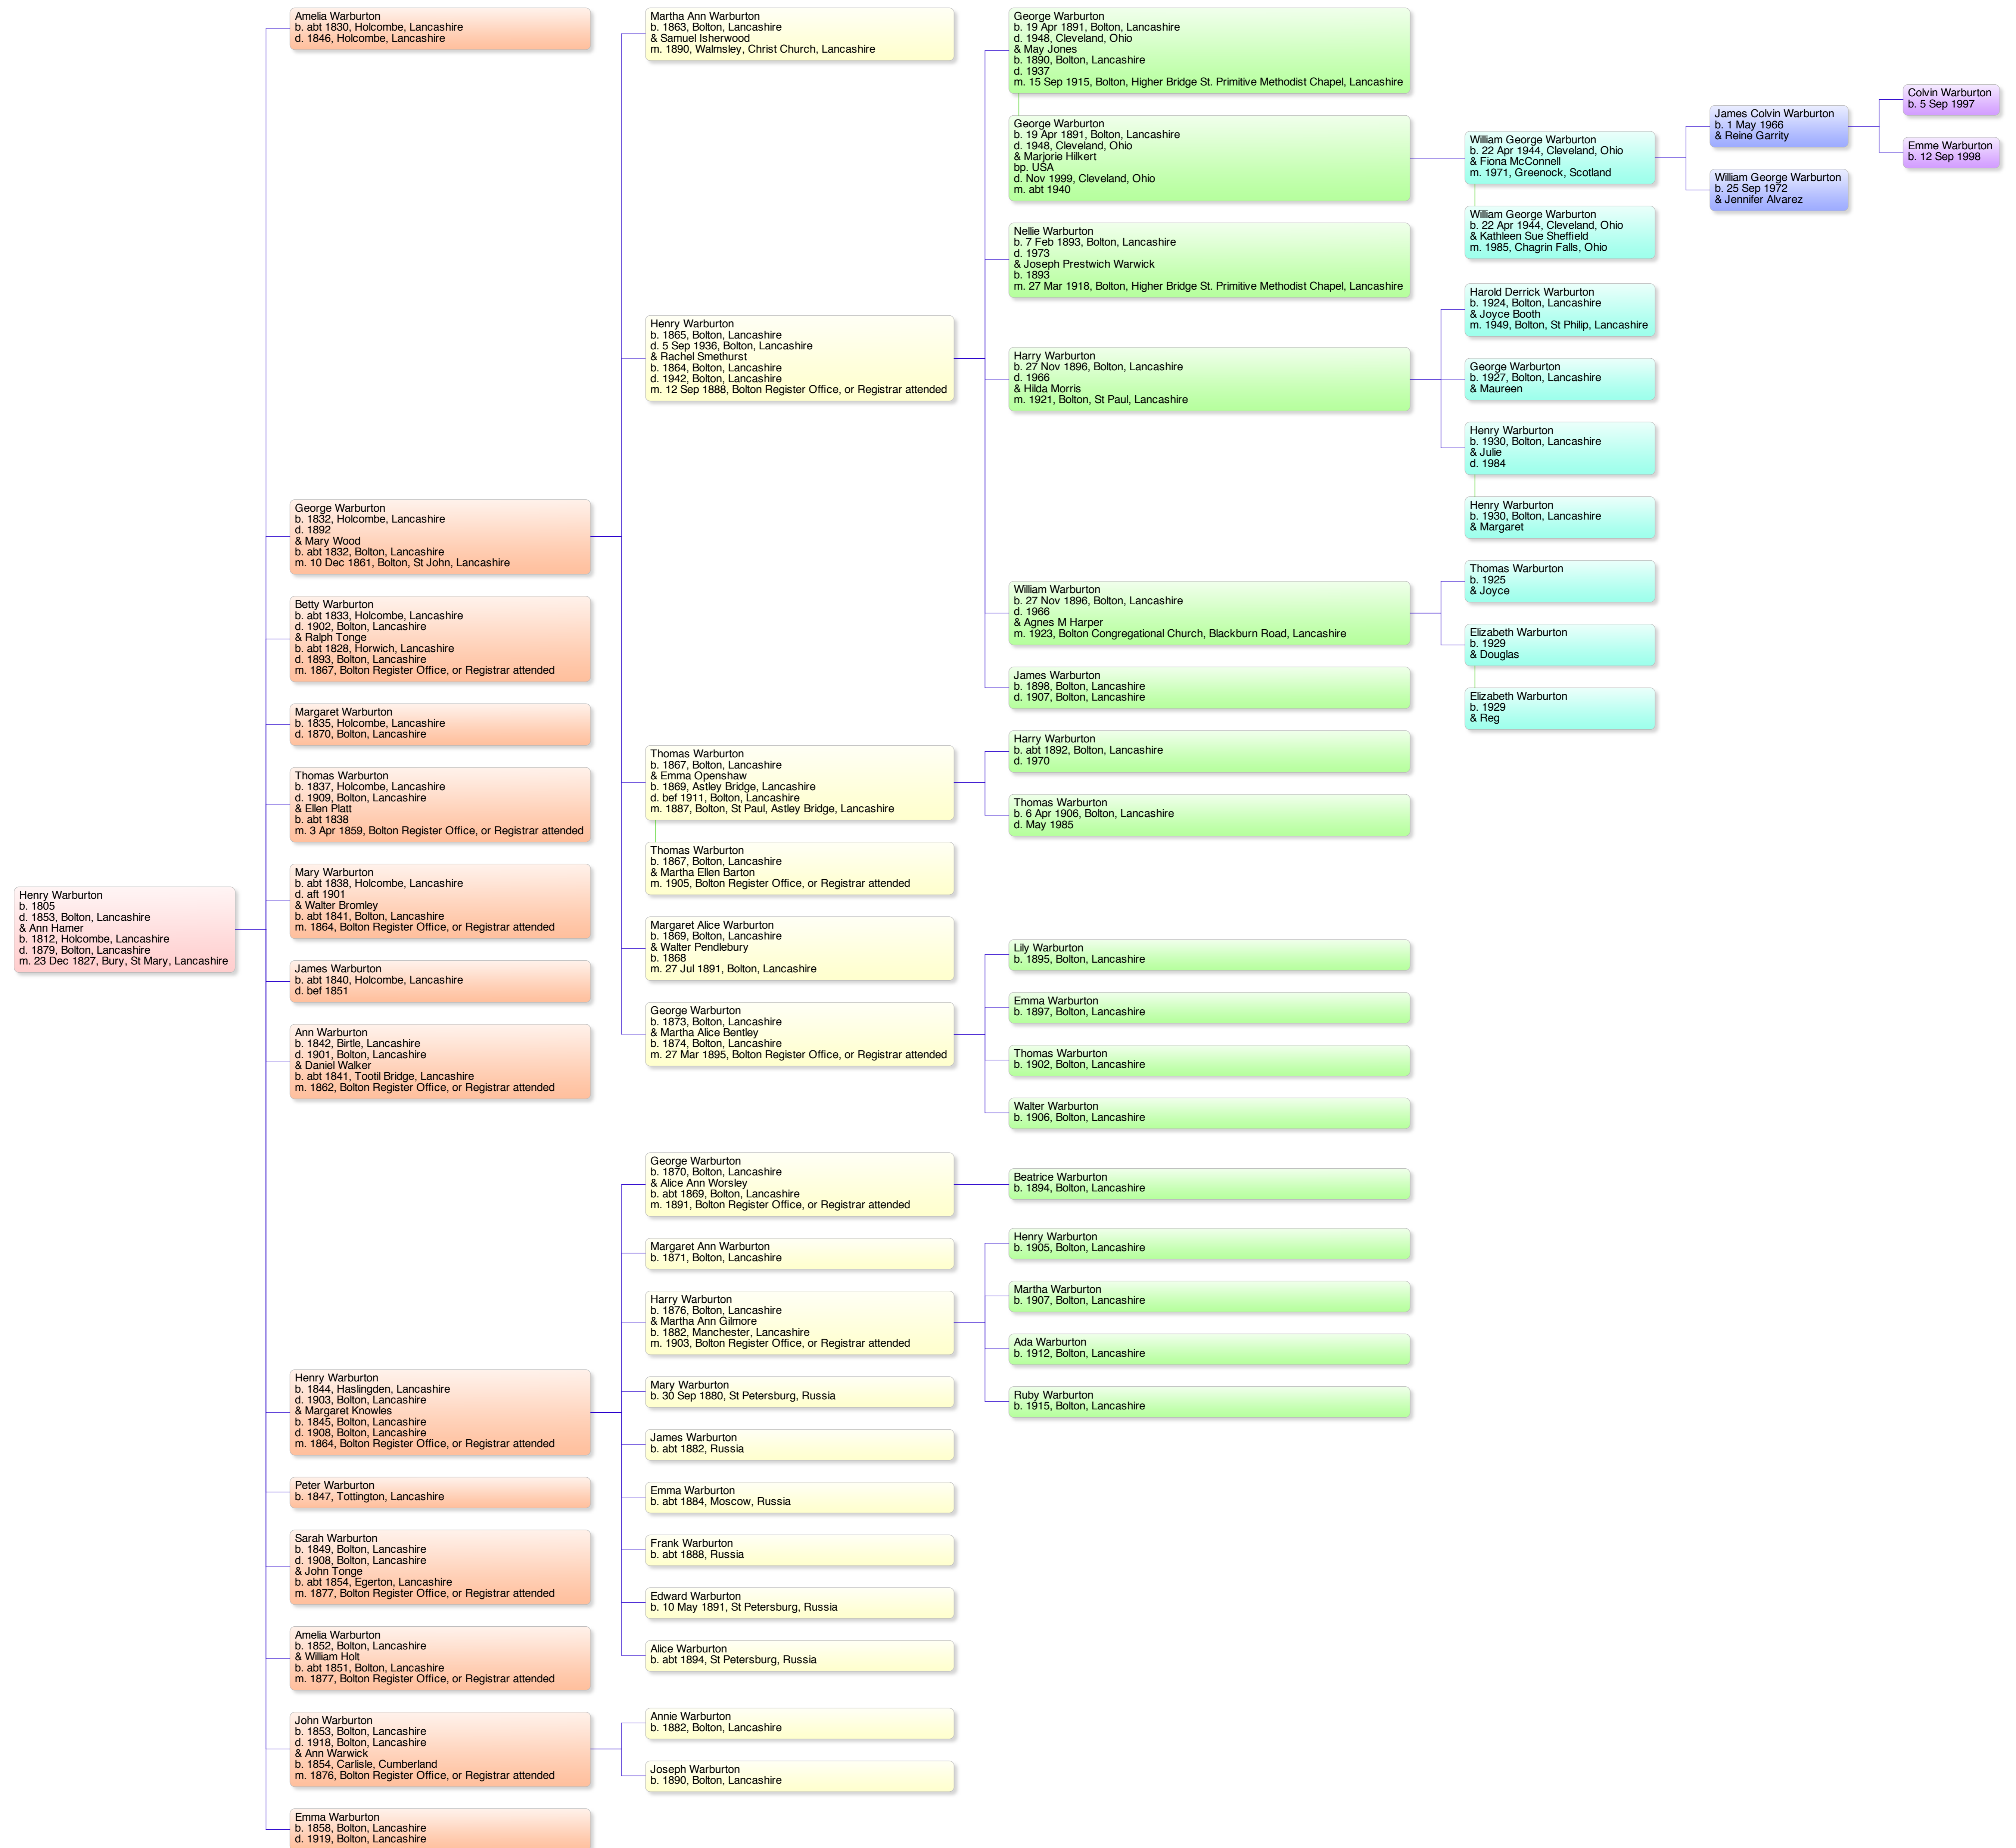 Henry Warburton
b. 1805
d. 1853, Bolton, Lancashire
& Ann Hamer
b. 1812, Holcombe, Lancashire
d. 1879, Bolton, Lancashire
m. 23 Dec 1827, Bury, St Mary, Lancashire
Amelia Warburton
b. abt 1830, Holcombe, Lancashire
d. 1846, Holcombe, Lancashire
George Warburton
b. 1832, Holcombe, Lancashire
d. 1892
& Mary Wood
b. abt 1832, Bolton, Lancashire
m. 10 Dec 1861, Bolton, St John, Lancashire
Betty Warburton
b. abt 1833, Holcombe, Lancashire
d. 1902, Bolton, Lancashire
& Ralph Tonge
b. abt 1828, Horwich, Lancashire
d. 1893, Bolton, Lancashire
m. 1867, Bolton Register Office, or Registrar attended
Margaret Warburton
b. 1835, Holcombe, Lancashire
d. 1870, Bolton, Lancashire
Thomas Warburton
b. 1837, Holcombe, Lancashire
d. 1909, Bolton, Lancashire
& Ellen Platt
b. abt 1838
m. 3 Apr 1859, Bolton Register Office, or Registrar attended
Mary Warburton
b. abt 1838, Holcombe, Lancashire
d. aft 1901
& Walter Bromley
b. abt 1841, Bolton, Lancashire
m. 1864, Bolton Register Office, or Registrar attended
James Warburton
b. abt 1840, Holcombe, Lancashire
d. bef 1851
Ann Warburton
b. 1842, Birtle, Lancashire
d. 1901, Bolton, Lancashire
& Daniel Walker
b. abt 1841, Tootil Bridge, Lancashire
m. 1862, Bolton Register Office, or Registrar attended
Henry Warburton
b. 1844, Haslingden, Lancashire
d. 1903, Bolton, Lancashire
& Margaret Knowles
b. 1845, Bolton, Lancashire
d. 1908, Bolton, Lancashire
m. 1864, Bolton Register Office, or Registrar attended
Peter Warburton
b. 1847, Tottington, Lancashire
Sarah Warburton
b. 1849, Bolton, Lancashire
d. 1908, Bolton, Lancashire
& John Tonge
b. abt 1854, Egerton, Lancashire
m. 1877, Bolton Register Office, or Registrar attended
Amelia Warburton
b. 1852, Bolton, Lancashire
& William Holt
b. abt 1851, Bolton, Lancashire
m. 1877, Bolton Register Office, or Registrar attended
John Warburton
b. 1853, Bolton, Lancashire
d. 1918, Bolton, Lancashire
& Ann Warwick
b. 1854, Carlisle, Cumberland
m. 1876, Bolton Register Office, or Registrar attended
Emma Warburton
b. 1858, Bolton, Lancashire
d. 1919, Bolton, Lancashire
Martha Ann Warburton
b. 1863, Bolton, Lancashire
& Samuel Isherwood
m. 1890, Walmsley, Christ Church, Lancashire
Henry Warburton
b. 1865, Bolton, Lancashire
d. 5 Sep 1936, Bolton, Lancashire
& Rachel Smethurst
b. 1864, Bolton, Lancashire
d. 1942, Bolton, Lancashire
m. 12 Sep 1888, Bolton Register Office, or Registrar attended
Thomas Warburton
b. 1867, Bolton, Lancashire
& Emma Openshaw
b. 1869, Astley Bridge, Lancashire
d. bef 1911, Bolton, Lancashire
m. 1887, Bolton, St Paul, Astley Bridge, Lancashire
Thomas Warburton
b. 1867, Bolton, Lancashire
& Martha Ellen Barton
m. 1905, Bolton Register Office, or Registrar attended
Margaret Alice Warburton
b. 1869, Bolton, Lancashire
& Walter Pendlebury
b. 1868
m. 27 Jul 1891, Bolton, Lancashire
George Warburton
b. 1873, Bolton, Lancashire
& Martha Alice Bentley
b. 1874, Bolton, Lancashire
m. 27 Mar 1895, Bolton Register Office, or Registrar attended
George Warburton
b. 1870, Bolton, Lancashire
& Alice Ann Worsley
b. abt 1869, Bolton, Lancashire
m. 1891, Bolton Register Office, or Registrar attended
Margaret Ann Warburton
b. 1871, Bolton, Lancashire
Harry Warburton
b. 1876, Bolton, Lancashire
& Martha Ann Gilmore
b. 1882, Manchester, Lancashire
m. 1903, Bolton Register Office, or Registrar attended
Mary Warburton
b. 30 Sep 1880, St Petersburg, Russia
James Warburton
b. abt 1882, Russia
Emma Warburton
b. abt 1884, Moscow, Russia
Frank Warburton
b. abt 1888, Russia
Edward Warburton
b. 10 May 1891, St Petersburg, Russia
Alice Warburton
b. abt 1894, St Petersburg, Russia
Annie Warburton
b. 1882, Bolton, Lancashire
Joseph Warburton
b. 1890, Bolton, Lancashire
George Warburton
b. 19 Apr 1891, Bolton, Lancashire
d. 1948, Cleveland, Ohio
& May Jones
b. 1890, Bolton, Lancashire
d. 1937
m. 15 Sep 1915, Bolton, Higher Bridge St. Primitive Methodist Chapel, Lancashire
George Warburton
b. 19 Apr 1891, Bolton, Lancashire
d. 1948, Cleveland, Ohio
& Marjorie Hilkert
bp. USA
d. Nov 1999, Cleveland, Ohio
m. abt 1940
Nellie Warburton
b. 7 Feb 1893, Bolton, Lancashire
d. 1973
& Joseph Prestwich Warwick
b. 1893
m. 27 Mar 1918, Bolton, Higher Bridge St. Primitive Methodist Chapel, Lancashire
Harry Warburton
b. 27 Nov 1896, Bolton, Lancashire
d. 1966
& Hilda Morris
m. 1921, Bolton, St Paul, Lancashire
William Warburton
b. 27 Nov 1896, Bolton, Lancashire
d. 1966
& Agnes M Harper
m. 1923, Bolton Congregational Church, Blackburn Road, Lancashire
James Warburton
b. 1898, Bolton, Lancashire
d. 1907, Bolton, Lancashire
Harry Warburton
b. abt 1892, Bolton, Lancashire
d. 1970
Thomas Warburton
b. 6 Apr 1906, Bolton, Lancashire
d. May 1985
Lily Warburton
b. 1895, Bolton, Lancashire
Emma Warburton
b. 1897, Bolton, Lancashire
Thomas Warburton
b. 1902, Bolton, Lancashire
Walter Warburton
b. 1906, Bolton, Lancashire
Beatrice Warburton
b. 1894, Bolton, Lancashire
Henry Warburton
b. 1905, Bolton, Lancashire
Martha Warburton
b. 1907, Bolton, Lancashire
Ada Warburton
b. 1912, Bolton, Lancashire
Ruby Warburton
b. 1915, Bolton, Lancashire
William George Warburton
b. 22 Apr 1944, Cleveland, Ohio
& Fiona McConnell
m. 1971, Greenock, Scotland
William George Warburton
b. 22 Apr 1944, Cleveland, Ohio
& Kathleen Sue Sheffield
m. 1985, Chagrin Falls, Ohio
Harold Derrick Warburton
b. 1924, Bolton, Lancashire
& Joyce Booth
m. 1949, Bolton, St Philip, Lancashire
George Warburton
b. 1927, Bolton, Lancashire
& Maureen
Henry Warburton
b. 1930, Bolton, Lancashire
& Julie
d. 1984
Henry Warburton
b. 1930, Bolton, Lancashire
& Margaret
Thomas Warburton
b. 1925
& Joyce
Elizabeth Warburton
b. 1929
& Douglas
Elizabeth Warburton
b. 1929
& Reg
James Colvin Warburton
b. 1 May 1966
& Reine Garrity
William George Warburton
b. 25 Sep 1972
& Jennifer Alvarez
Colvin Warburton
b. 5 Sep 1997
Emme Warburton
b. 12 Sep 1998